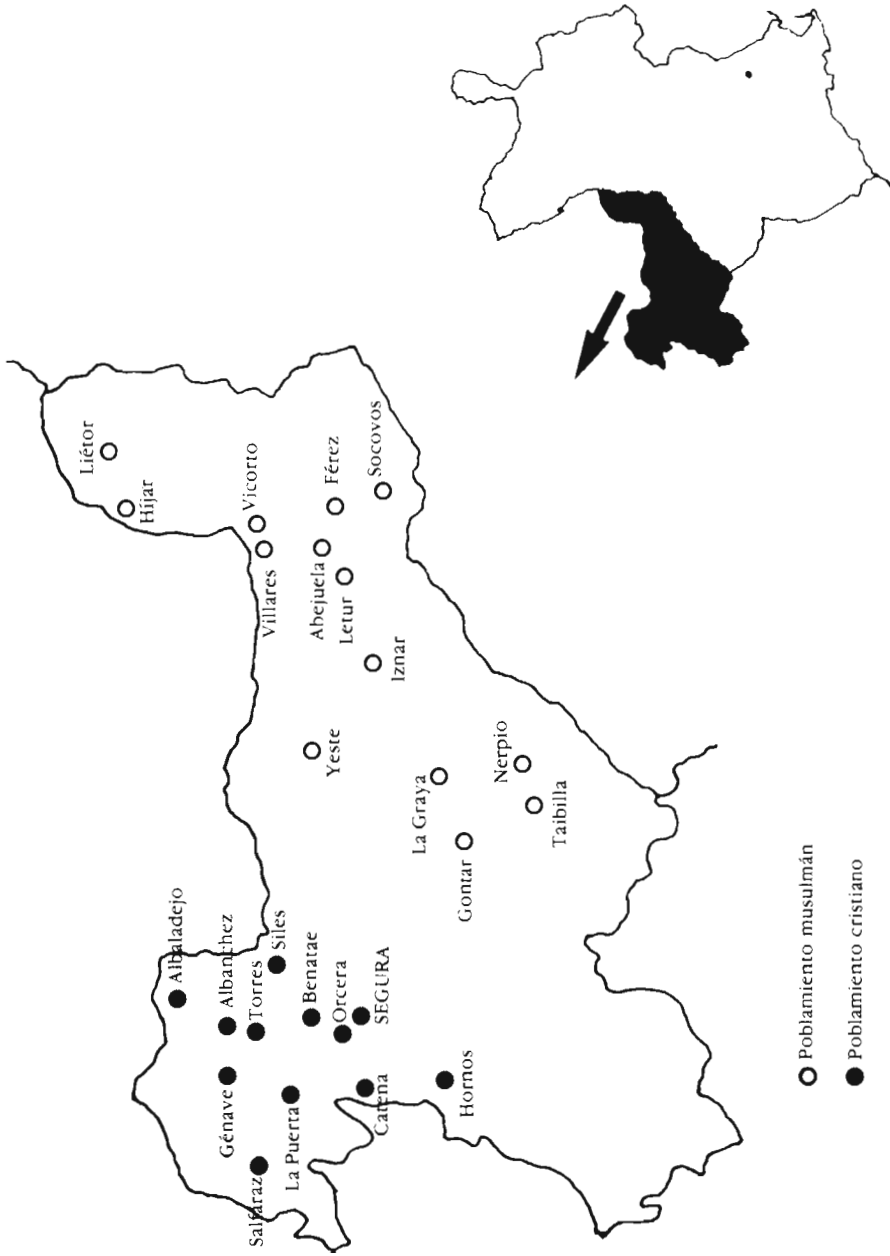 Liétor
Híjar
Vicorto
Villares
Férez
Abejuela
Socovos
Letur
Iznar
Yeste
La Graya
Nerpio
Gontar
Taibilla
Albaladejo
Albanchez
Siles
Torres
Génave
Benatae
Orcera
SEGURA
La Puerta
Salfaraz
Catena
Hornos
Poblamiento musulmán
Poblamiento cristiano